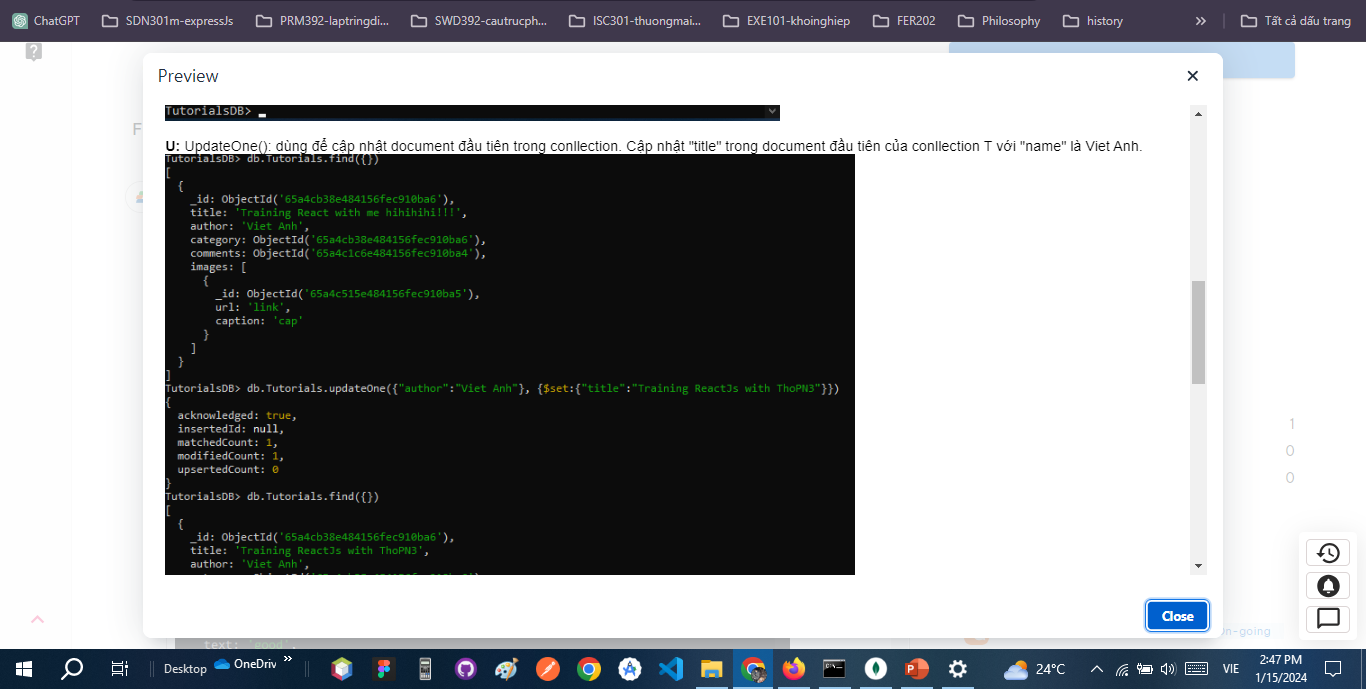 ChatGPT
SDN301m-expressJs
PRM392-laptringdi...
SWD392-cautrucph...
ISC301-thuongmai...
EXE101-khoinghiep
FER202
Philosophy
history
»
Tất cả dấu trang
Preview
TutorialsDB>
U: UpdateOne(): dùng để cập nhật document đầu tiên trong conllection. Cập nhật "title" trong document đầu tiên của conllection T với "name" là Viet Anh.
TutorialsDB> db.Tutorials.find({})
[
{
_id: ObjectId('65a4cb38e484156fec910ba6'),
title: 'Training React with me hihihihi!!!',
author: 'Viet Anh',
category: ObjectId('65a4cb38e484156fec910ba6'),
comments: ObjectId('65a4c1c6e484156fec910ba4'),
images: [
{
_id: ObjectId('65a4c515e484156fec910ba5'),
url: 'link',
caption: 'cap'
}
]
}
]
TutorialsDB> db.Tutorials.updateOne({"author":"Viet Anh"}, {$set:{"title":"Training ReactJs with ThoPN3"}})
{
acknowledged: true,
insertedId: null,
matchedCount: 1,
modifiedCount: 1,
upsertedCount: 0
}
TutorialsDB> db.Tutorials.find({})
[
{
_id: ObjectId('65a4cb38e484156fec910ba6'),
title: 'Training ReactJs with ThoPN3',
author: 'Viet Anh',
1
0
0
Close
text: 'good',
on-going
Desktop
OneDriv
»
24°C
VIE
2:47 PM
1/15/2024